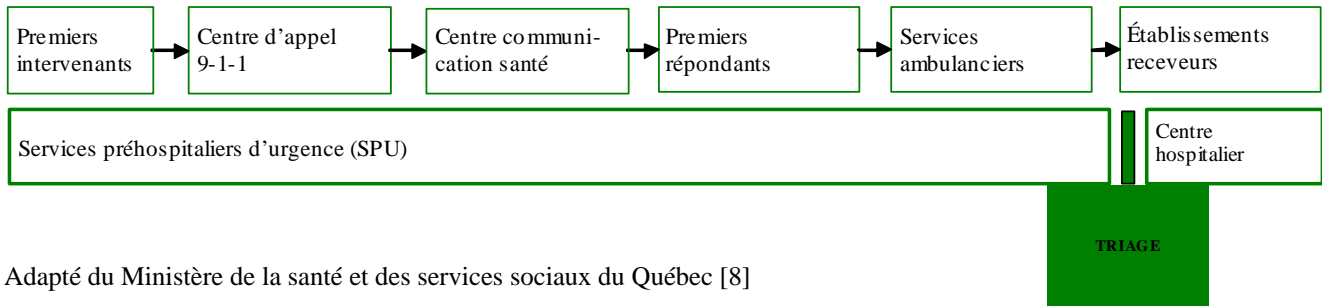 Premiers
intervenants
Centre d’appel
9-1-1
Centre communi-
cation santé
Premiers
répondants
Services
ambulanciers
Établissements
receveurs
Services préhospitaliers d’urgence (SPU)
Centre
hospitalier
TRIAGE
Adapté du Ministère de la santé et des services sociaux du Québec [8]